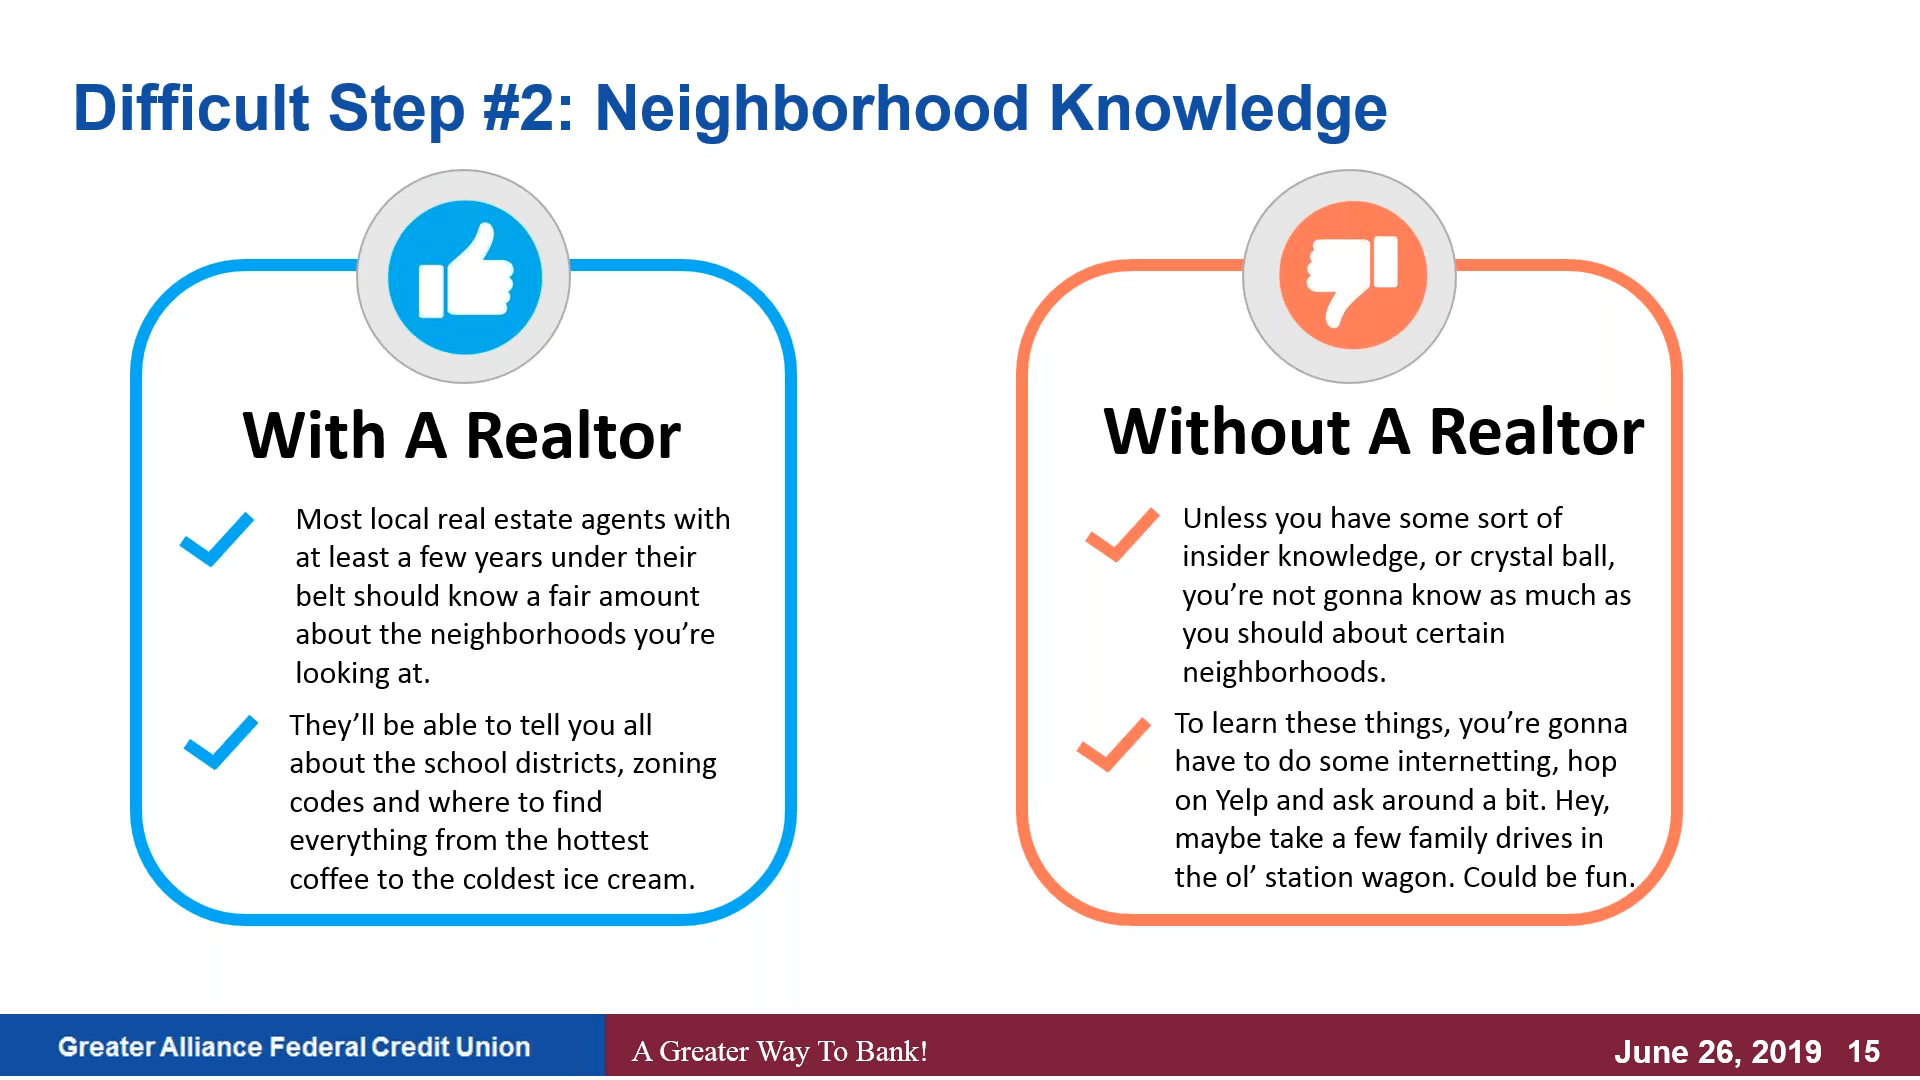 Difficult Step #2: Neighborhood Knowledge
With A Realtor
Most local real estate agents with
at least a few years under their
belt should know a fair amount
about the neighborhoods you’re
looking at.
They’ll be able to tell you all
about the school districts, zoning
codes and where to find
everything from the hottest
coffee to the coldest ice cream.
Without A Realtor
Unless you have some sort of
insider knowledge, or crystal ball,
you’re not gonna know as much as
you should about certain
neighborhoods.
To learn these things, you’re gonna
have to do some internetting, hop
on Yelp and ask around a bit. Hey,
maybe take a few family drives in
the ol’ station wagon. Could be fun.
Greater Alliance Federal Credit Union
A Greater Way To Bank!
June 26, 2019 15